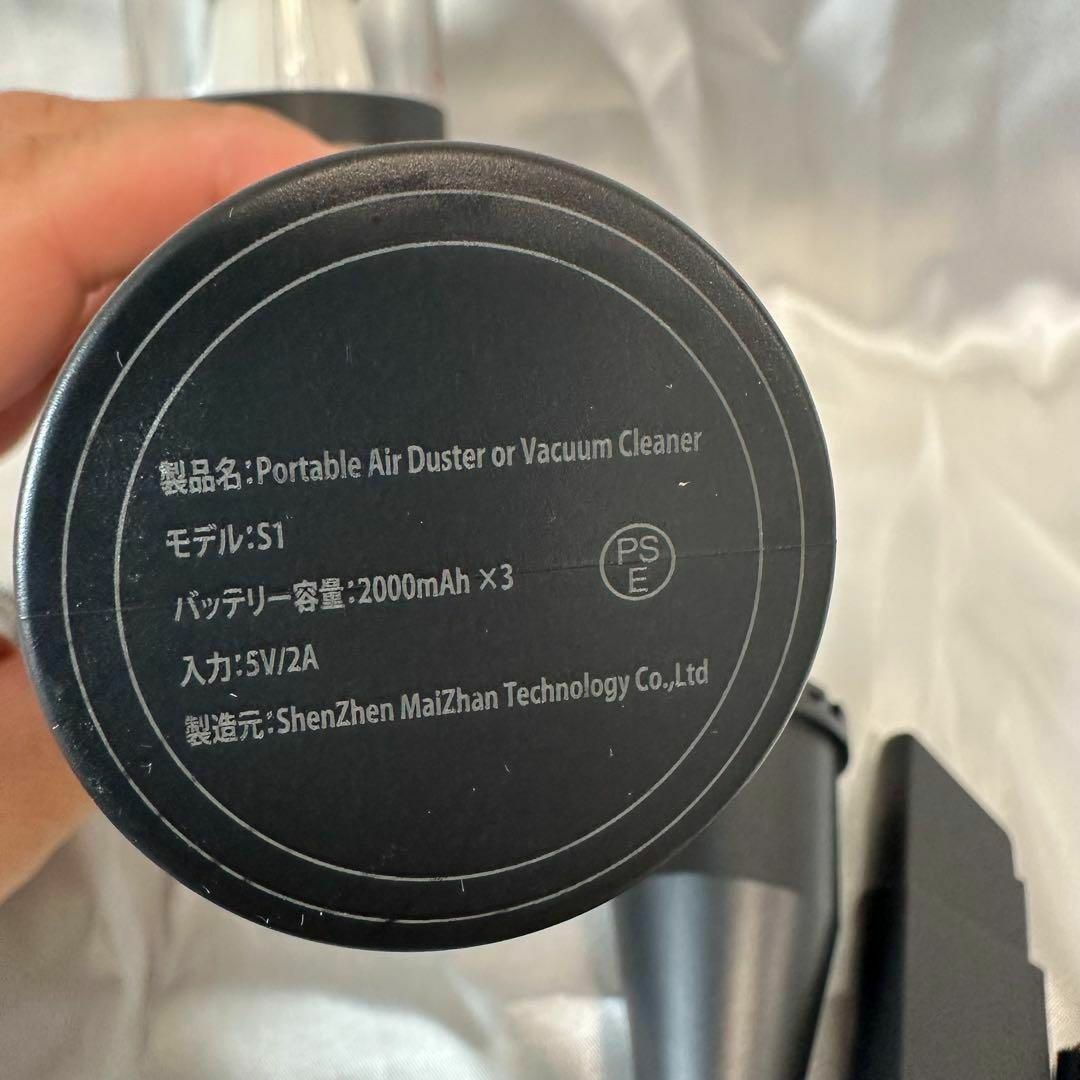 製品名:Portable Air Duster or Vacuum Cleaner
モデル:S1
バッテリー容量:2000mAh ×3
PS
E
入力:5V/2A
製造元:ShenZhen MaiZhan Technology Co.,Ltd